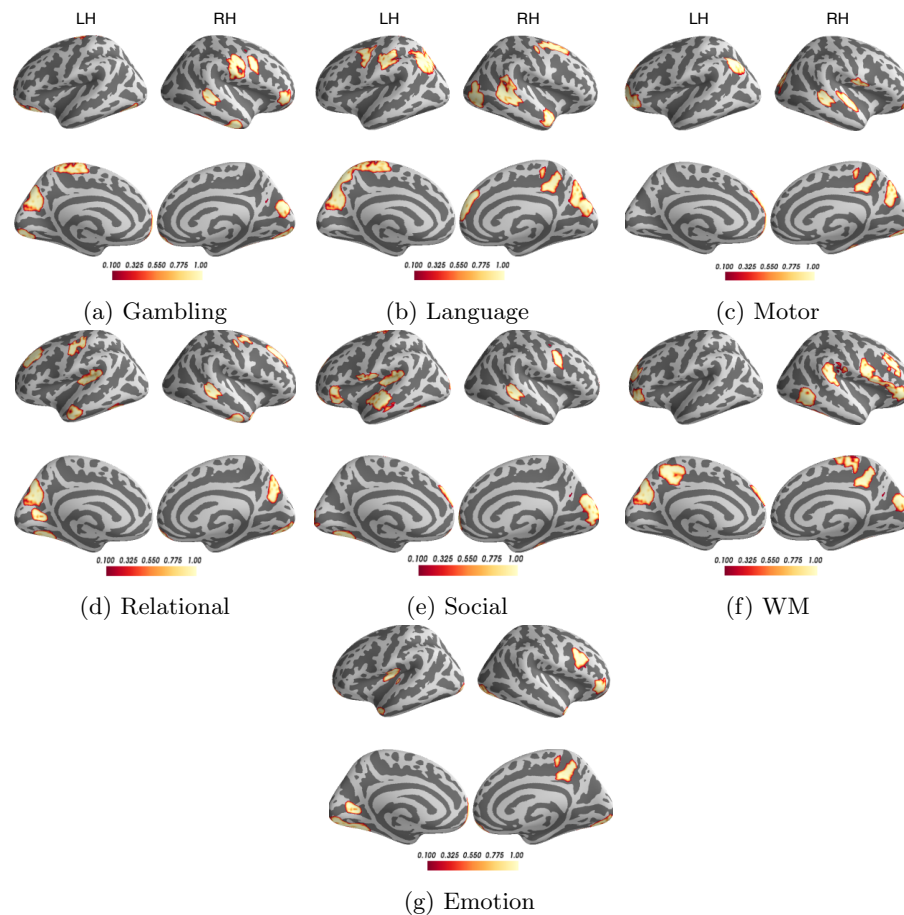 LH RH LH RH LH RH
0.100 0.325 0.550 0.775 1.00 0.100 0.325 0.550 0.775 1.00 0.100 0.325 0.550 0.775 1.00
(a) Gambling (b) Language (c) Motor
0.100 0.325 0.550 0.775 1.00 0.100 0.325 0.550 0.775 1.00 0.100 0.325 0.550 0.775 1.00
(d) Relational (e) Social (f) WM
0.100 0.325 0.550 0.775 1.00
(g) Emotion